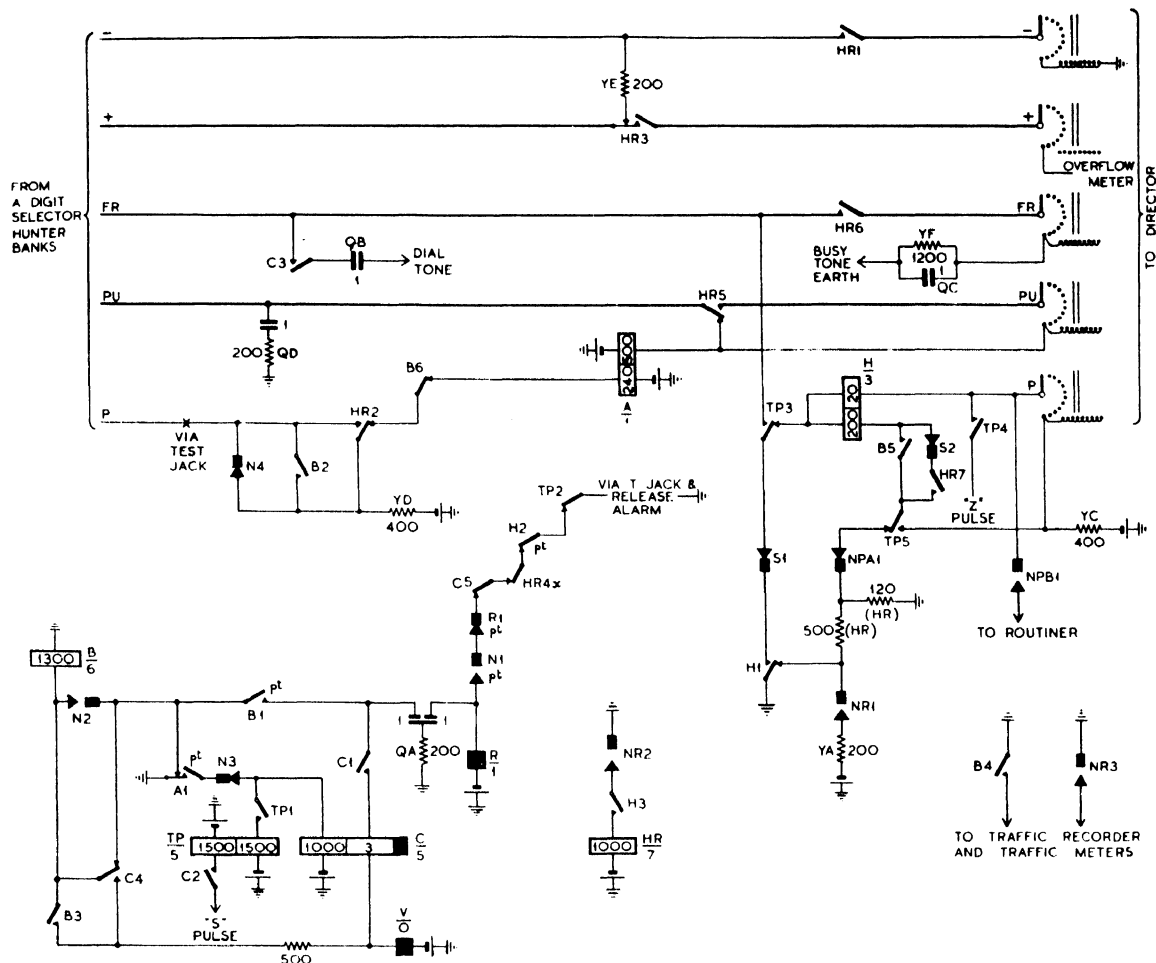 -
HR1
-
YE 200
+
HR3
+
OVERFLOW
METER
FROM
A DIGIT
SELECTOR
HUNTER
BANKS
FR
HR6
FR
TO DIRECTOR
C3
QB
1
DIAL
TONE
BUSY
TONE
EARTH
YF
1200
1
QC
PU
HR5
PU
1
200
QD
B6
500
240
A
1
H
3
20
200
P
P
VIA
TEST
JACK
HR2
N4
B2
YD
400
TP3
B5
S2
HR7
TP4
"Z"
PULSE
TP2
VIA T JACK &
RELEASE
ALARM
H2
pt
TP5
YC
400
C5
HR4x
S1
NPA1
NPB1
120
(HR)
500
(HR)
TO ROUTINER
R1
pt
N1
pt
H1
1300
B
6
N2
B1
pt
1
1
QA
200
R
1
NR1
YA
200
NR2
H3
B4
NR3
C1
pt
A1
N3
TP1
TP
5
1500
1500
1000
3
C
5
1000
HR
7
TO TRAFFIC RECORDER
AND TRAFFIC METERS
C4
C2
B3
"S"
PULSE
500
V
0